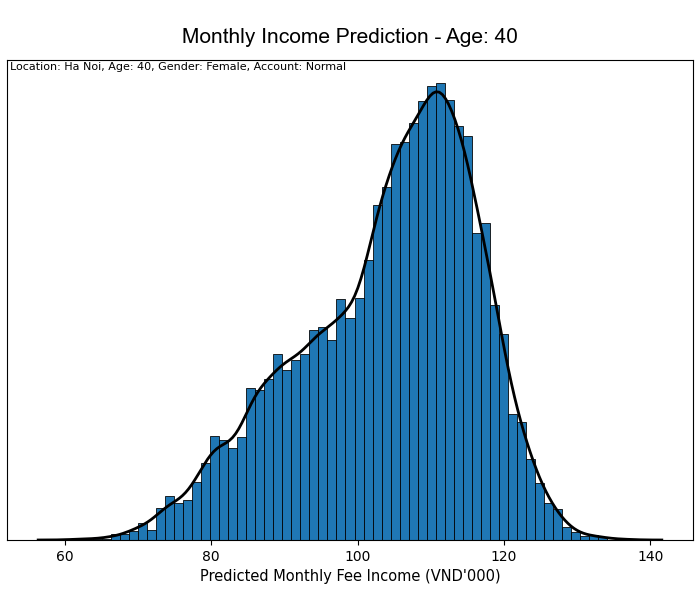 Monthly Income Prediction - Age: 40
Location: Ha Noi, Age: 40, Gender: Female, Account: Normal
60 80 100 120 140
Predicted Monthly Fee Income (VND'000)